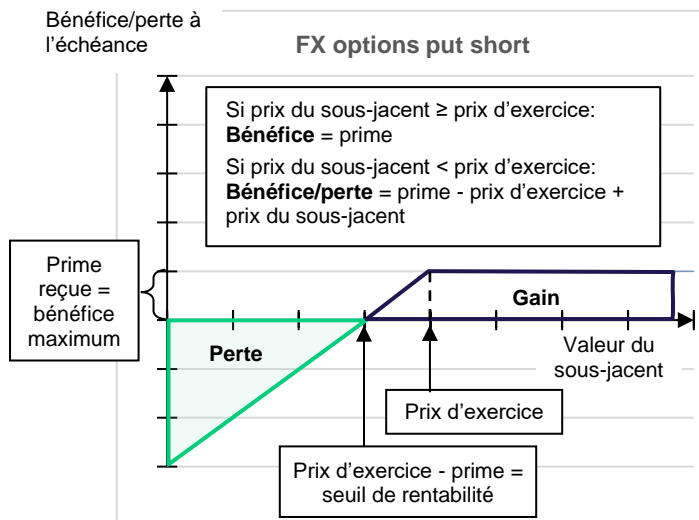 Bénéfice/perte à
l'échéance
FX options put short
Si prix du sous-jacent ≥ prix d'exercice:
Bénéfice = prime
Si prix du sous-jacent < prix d'exercice:
Bénéfice/perte = prime - prix d'exercice +
prix du sous-jacent
Prime
reçue =
bénéfice
maximum
Gain
Perte
Valeur du
sous-jacent
Prix d'exercice
Prix d'exercice - prime =
seuil de rentabilité